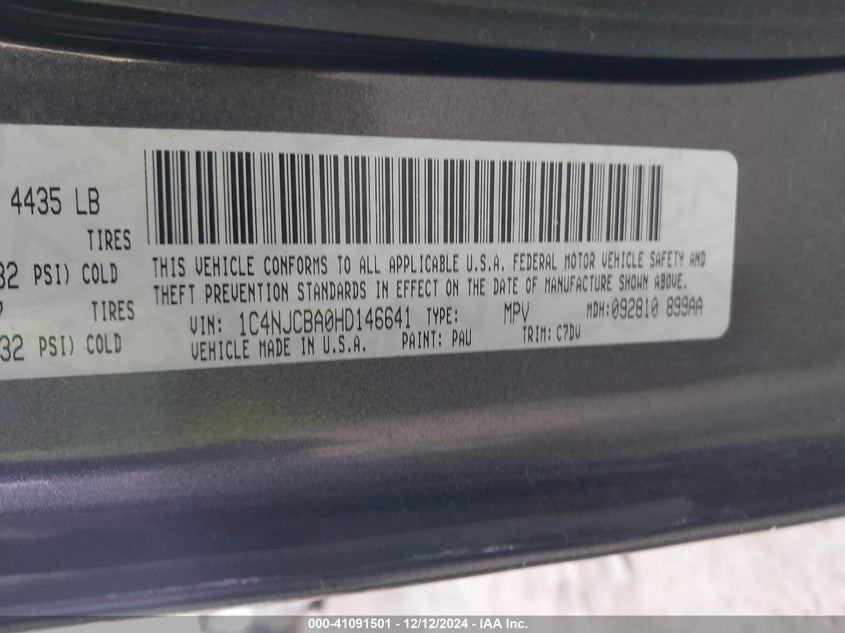 4435 LB
TIRES
32 PSI) COLD
TIRES
32 PSI) COLD
THIS VEHICLE CONFORMS TO ALL APPLICABLE U.S.A. FEDERAL MOTOR VEHICLE SAFETY AND
THEFT PREVENTION STANDARDS IN EFFECT ON THE DATE OF MANUFACTURE SHOWN ABOVE.
VIN: 1C4NJCBA0HD146641 TYPE: MPV MDH:092810 899AA
VEHICLE MADE IN U.S.A. PAINT: PAU TRIM: C7DV
000-41091501 - 12/12/2024 - IAA Inc.